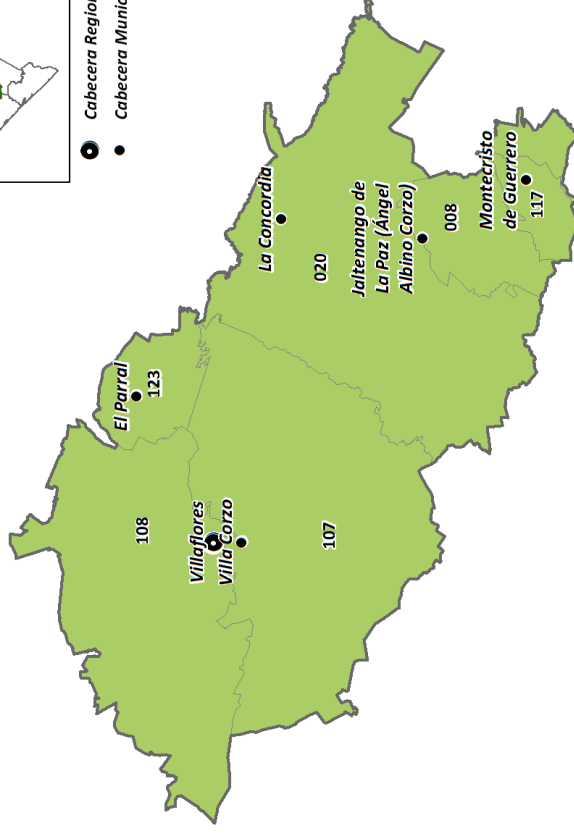 Cabecera Region
Cabecera Munic
El Parral
123
108
Villaflores
Villa Corzo
107
La Concordia
020
Jaltenango de
La Paz (Ángel
Albino Corzo)
008
Montecristo
de Guerrero
117